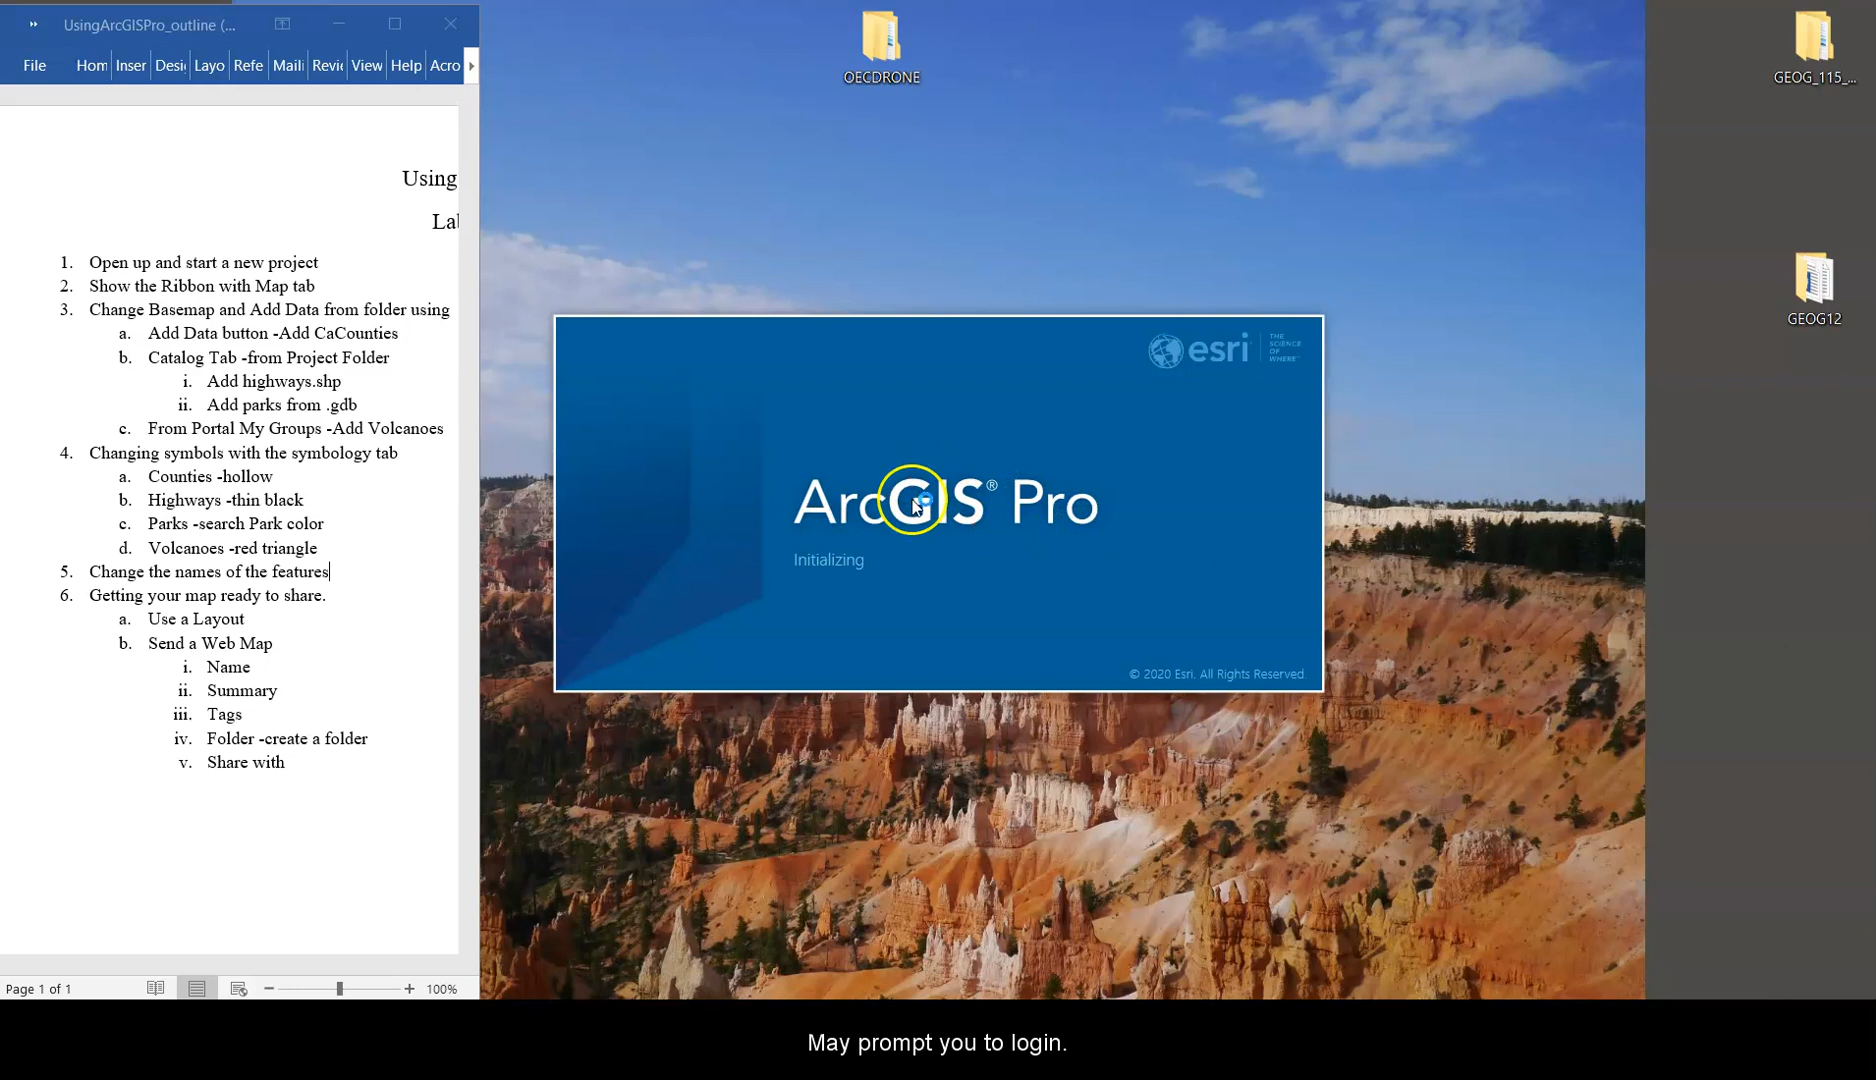 UsingArcGISPro_outline (...
File Hom Inser Desi Layo Refe Maili Revie View Help Acro
Using
Lab
1. Open up and start a new project
2. Show the Ribbon with Map tab
3. Change Basemap and Add Data from folder using
a. Add Data button -Add CaCounties
b. Catalog Tab -from Project Folder
i. Add highways.shp
ii. Add parks from .gdb
c. From Portal My Groups -Add Volcanoes
4. Changing symbols with the symbology tab
a. Counties -hollow
b. Highways -thin black
c. Parks -search Park color
d. Volcanoes -red triangle
5. Change the names of the features
6. Getting your map ready to share.
a. Use a Layout
b. Send a Web Map
i. Name
ii. Summary
iii. Tags
iv. Folder -create a folder
v. Share with
Page 1 of 1
100%
OECDRONE
GEOG_115_...
GEOG12
esri
THE
SCIENCE
OF
WHERE™
ArcGIS® Pro
Initializing
© 2020 Esri. All Rights Reserved.
May prompt you to login.